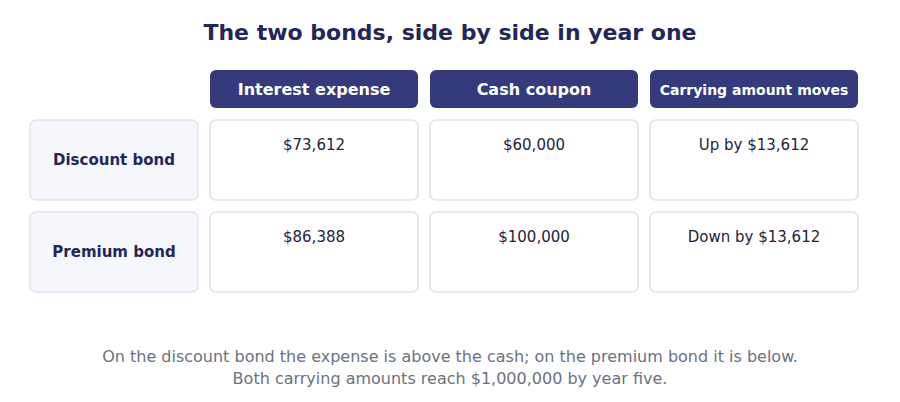 The two bonds, side by side in year one
Interest expense Cash coupon Carrying amount moves
Discount bond $73,612 $60,000 Up by $13,612
Premium bond $86,388 $100,000 Down by $13,612
On the discount bond the expense is above the cash; on the premium bond it is below.
Both carrying amounts reach $1,000,000 by year five.